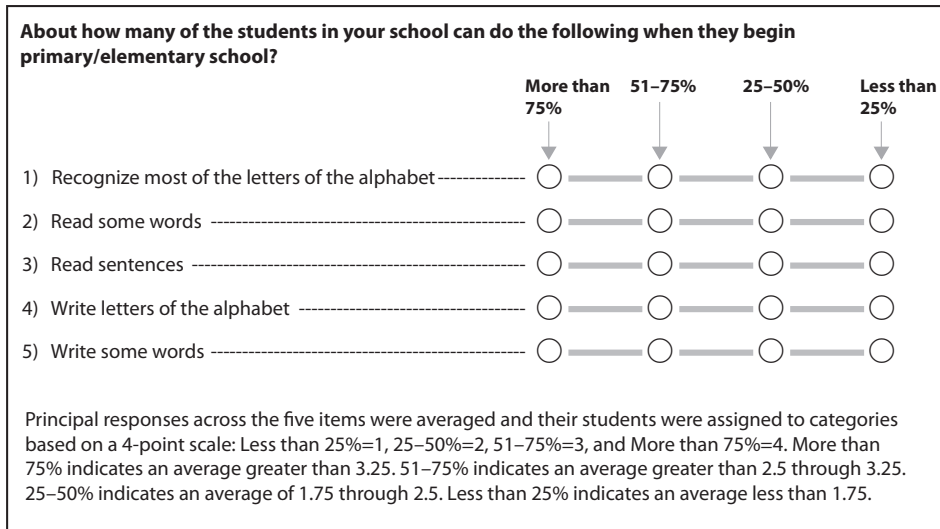 About how many of the students in your school can do the following when they begin
primary/elementary school?
More than 51–75% 25–50% Less than
75% 25%
1) Recognize most of the letters of the alphabet--------------
2) Read some words --------------------------------------------------
3) Read sentences -----------------------------------------------------
4) Write letters of the alphabet ------------------------------------
5) Write some words --------------------------------------------------
Principal responses across the five items were averaged and their students were assigned to categories
based on a 4-point scale: Less than 25%=1, 25–50%=2, 51–75%=3, and More than 75%=4. More than
75% indicates an average greater than 3.25. 51–75% indicates an average greater than 2.5 through 3.25.
25–50% indicates an average of 1.75 through 2.5. Less than 25% indicates an average less than 1.75.